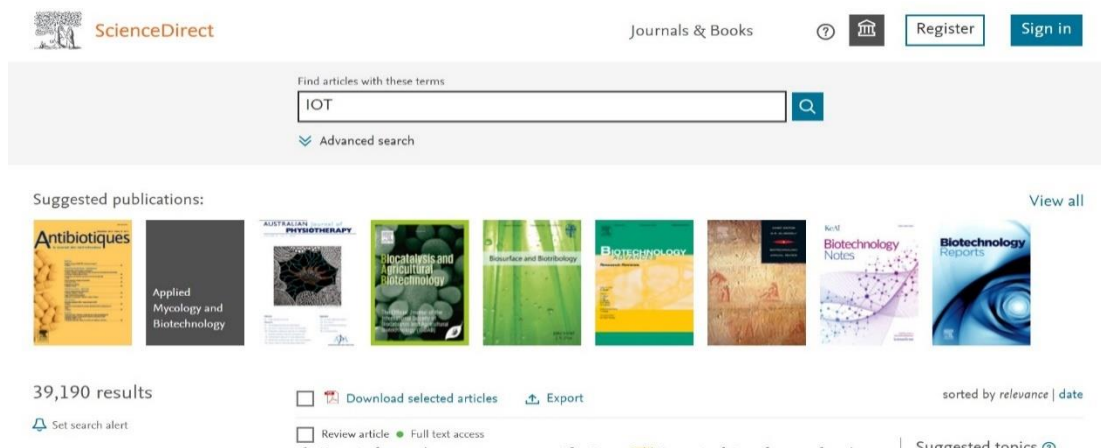 ScienceDirect
Journals & Books
Register
Sign in
Find articles with these terms
IOT
Advanced search
Suggested publications:
View all
Antibiotiques
Applied
Mycology and
Biotechnology
AUSTRALIAN Journal of
PHYSIOTHERAPY
Biocatalysis and
Agricultural
Biotechnology
Biosurface and Biotribology
BIOTECHNOLOGY
KeAi
Biotechnology
Notes
Biotechnology
Reports
39,190 results
Download selected articles
Export
sorted by relevance | date
Set search alert
Review article
Full text access
Suggested topics